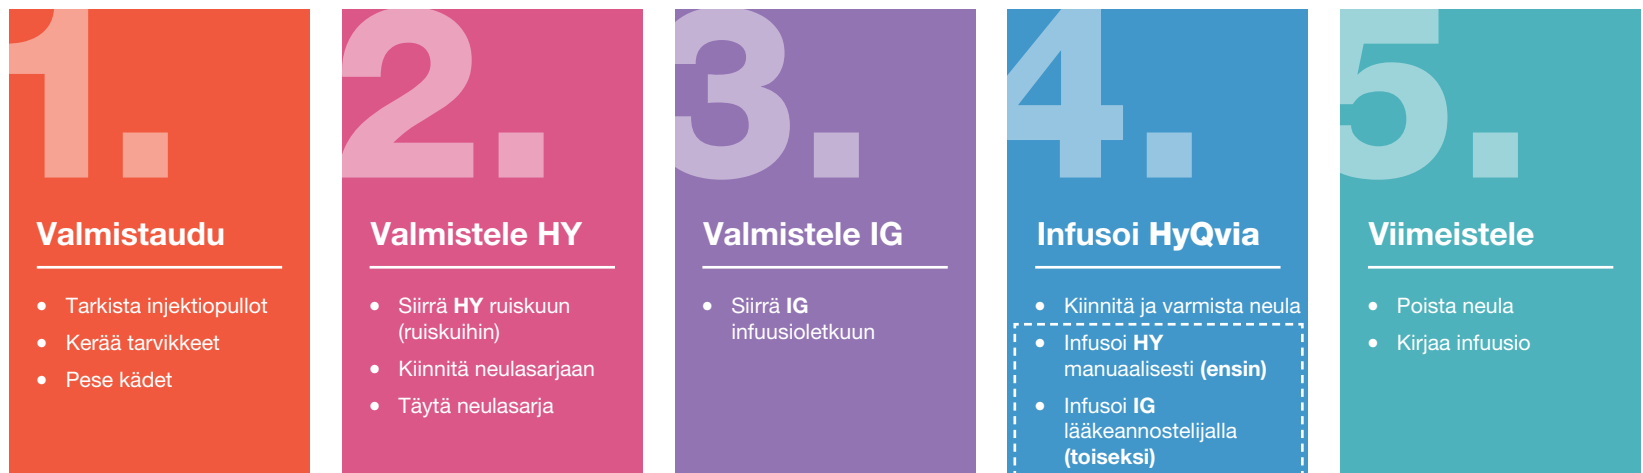 1.
Valmistaudu
• Tarkista injektiopullot
• Kerää tarvikkeet
• Pese kädet
2.
Valmistele HY
• Siirrä HY ruiskuun
(ruiskuihin)
• Kiinnitä neulasarjaan
• Täytä neulasarja
3.
Valmistele IG
• Siirrä IG
infuusioletkuun
4.
Infusoi HyQvia
• Kiinnitä ja varmista neula
• Infusoi HY
manuaalisesti (ensin)
• Infusoi IG
lääkeannostelijalla
(toiseksi)
5.
Viimeistele
• Poista neula
• Kirjaa infuusio